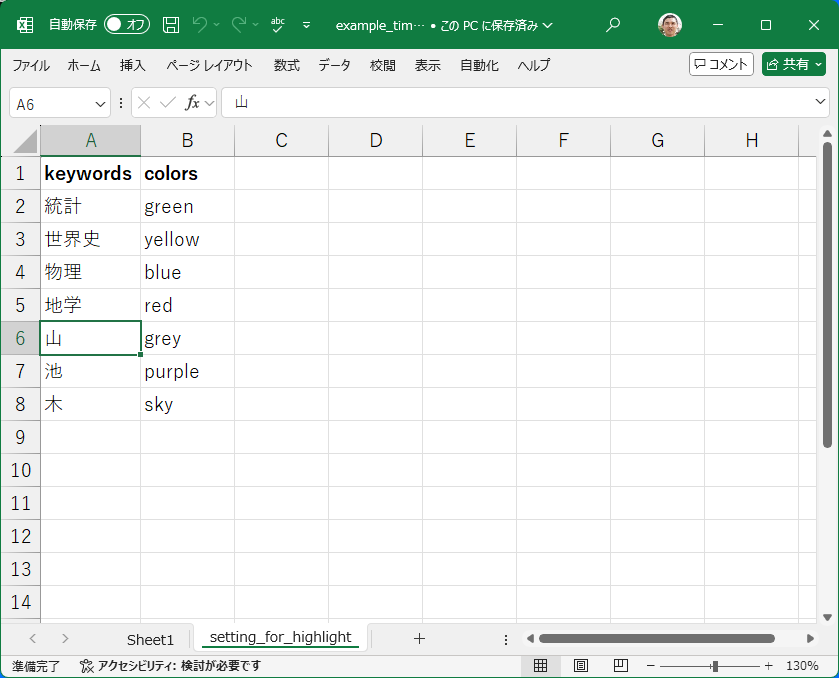 自動保存 オフ abc example_tim… • この PC に保存済み
ファイル ホーム 挿入 ページ レイアウト 数式 データ 校閲 表示 自動化 ヘルプ コメント 共有
A6 fx 山
A B C D E F G H
1 keywords colors
2 統計 green
3 世界史 yellow
4 物理 blue
5 地学 red
6 山 grey
7 池 purple
8 木 sky
9
10
11
12
13
14
Sheet1 setting_for_highlight
準備完了 アクセシビリティ: 検討が必要です 130%